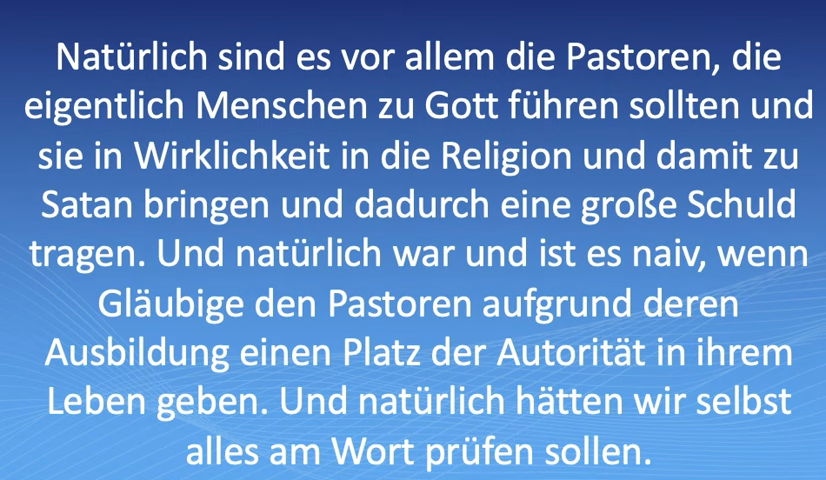 Natürlich sind es vor allem die Pastoren, die
eigentlich Menschen zu Gott führen sollten und
sie in Wirklichkeit in die Religion und damit zu
Satan bringen und dadurch eine große Schuld
tragen. Und natürlich war und ist es naiv, wenn
Gläubige den Pastoren aufgrund deren
Ausbildung einen Platz der Autorität in ihrem
Leben geben. Und natürlich hätten wir selbst
alles am Wort prüfen sollen.